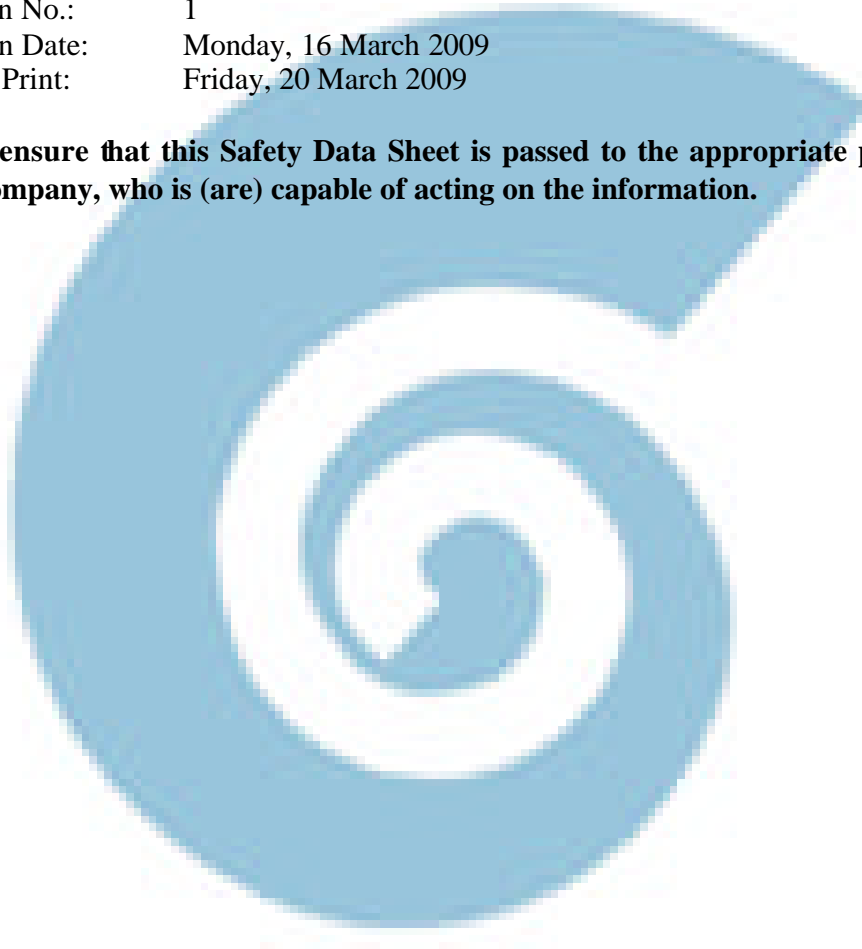 n No.: 1
n Date: Monday, 16 March 2009
Print: Friday, 20 March 2009
ensure that this Safety Data Sheet is passed to the appropriate p
ompany, who is (are) capable of acting on the information.